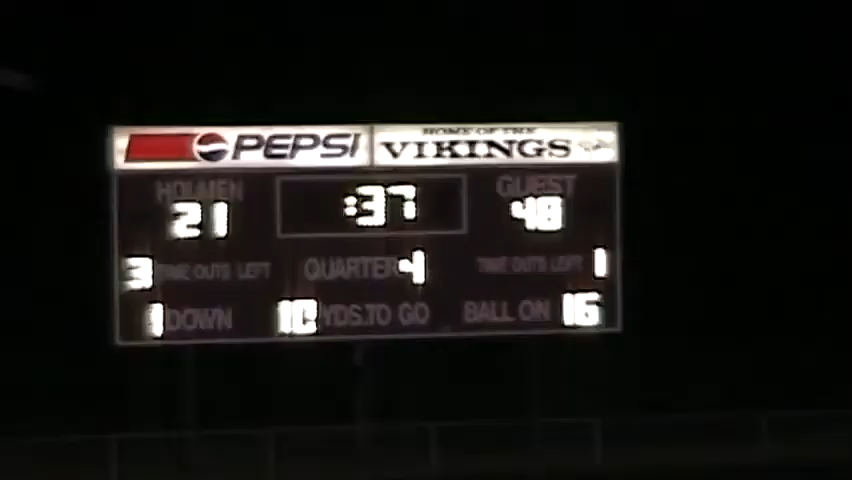 PEPSI
HOME OF THE
VIKINGS
HOLMEN
:37
GUEST
21
48
3 TIME OUTS LEFT
QUARTER 4
TIME OUTS LEFT 1
1 DOWN
10 YDS.TO GO
BALL ON 16